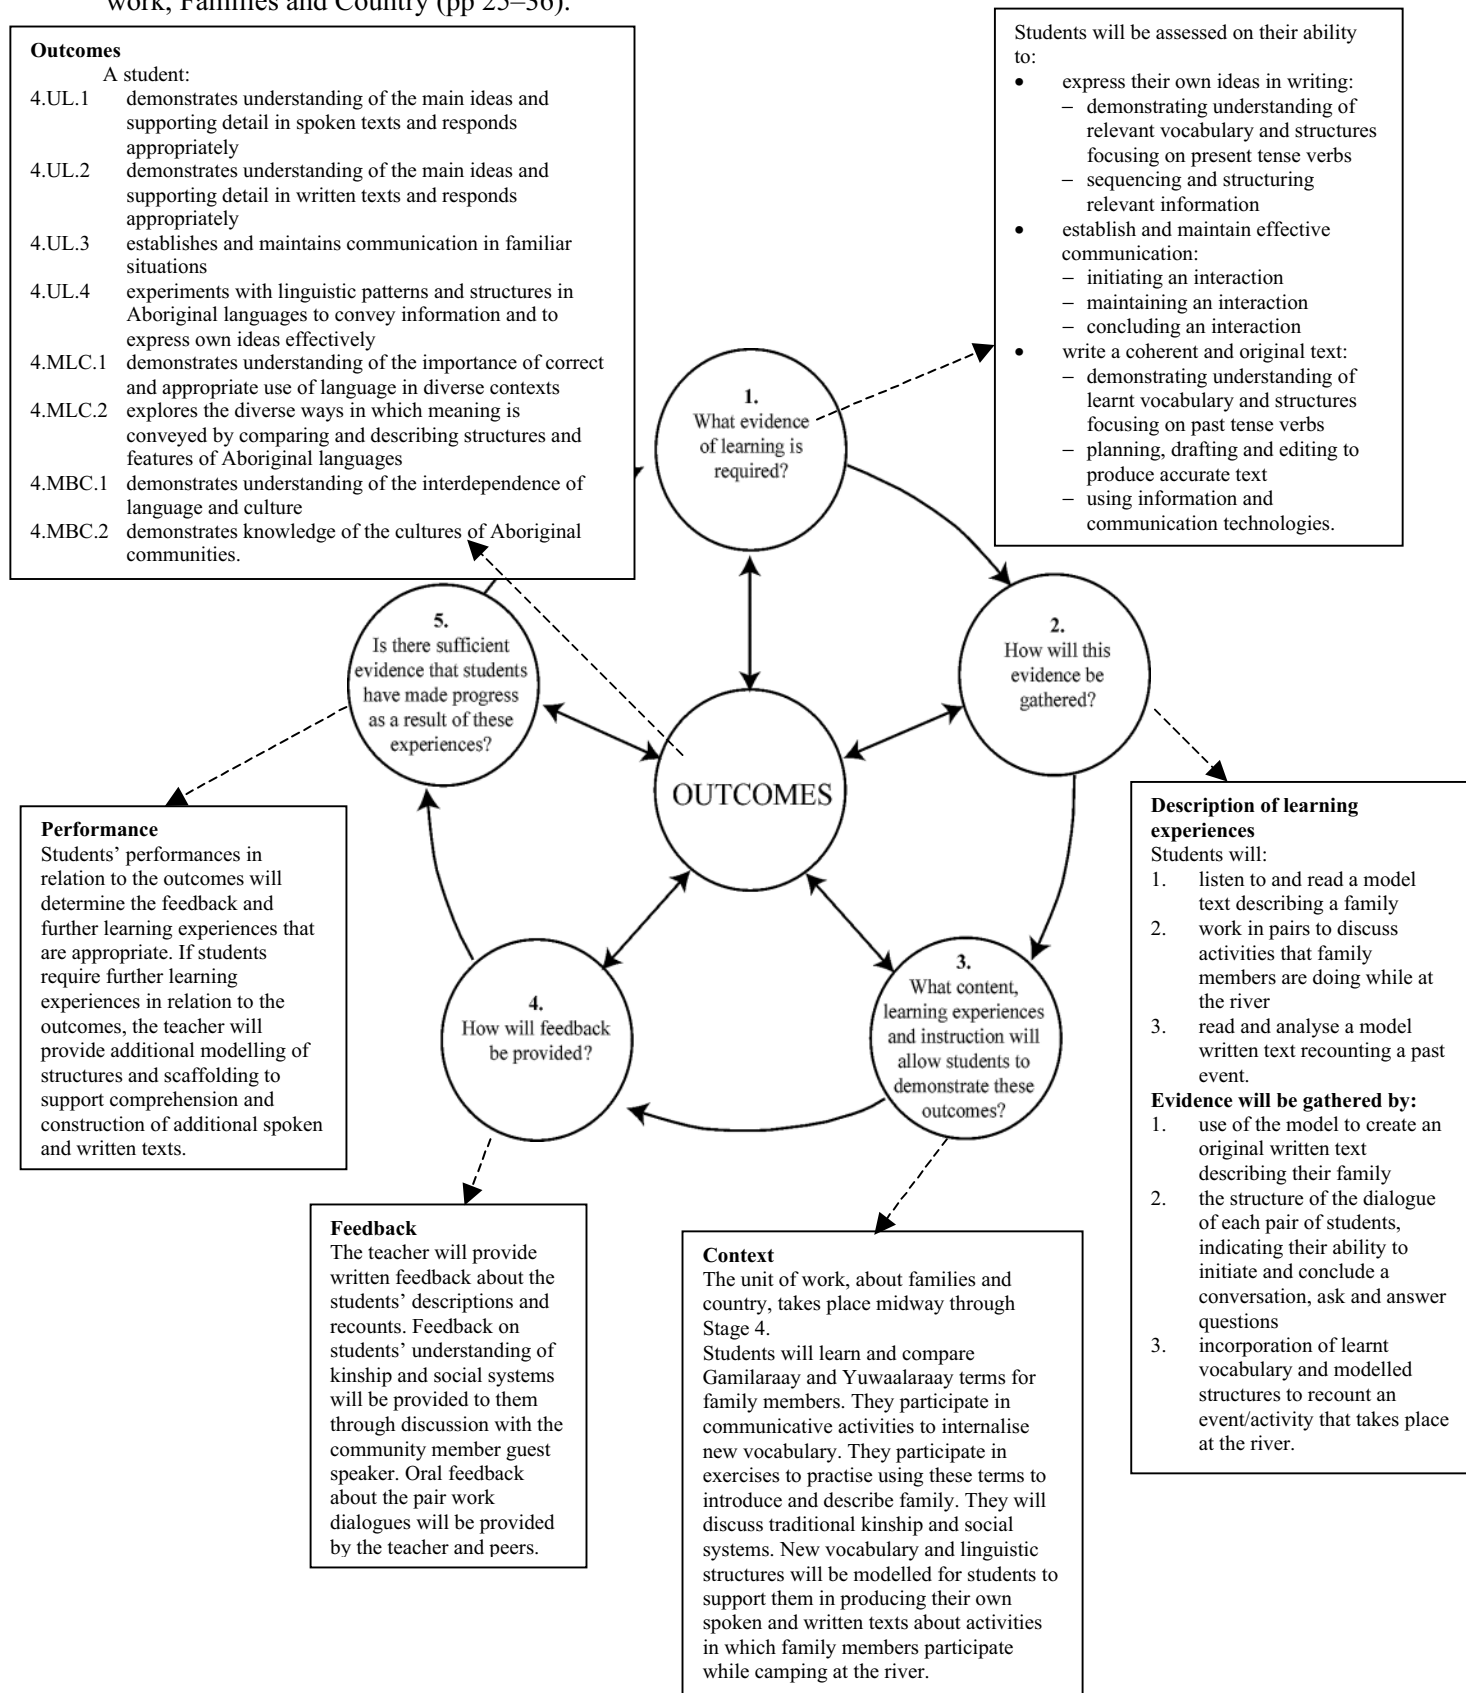 work, Families and Country (pp 25–36).
Outcomes
A student:
4.UL.1 demonstrates understanding of the main ideas and
supporting detail in spoken texts and responds
appropriately
4.UL.2 demonstrates understanding of the main ideas and
supporting detail in written texts and responds
appropriately
4.UL.3 establishes and maintains communication in familiar
situations
4.UL.4 experiments with linguistic patterns and structures in
Aboriginal languages to convey information and to
express own ideas effectively
4.MLC.1 demonstrates understanding of the importance of correct
and appropriate use of language in diverse contexts
4.MLC.2 explores the diverse ways in which meaning is
conveyed by comparing and describing structures and
features of Aboriginal languages
4.MBC.1 demonstrates understanding of the interdependence of
language and culture
4.MBC.2 demonstrates knowledge of the cultures of Aboriginal
communities.
Students will be assessed on their ability
to:
• express their own ideas in writing:
– demonstrating understanding of
relevant vocabulary and structures
focusing on present tense verbs
– sequencing and structuring
relevant information
• establish and maintain effective
communication:
– initiating an interaction
– maintaining an interaction
– concluding an interaction
• write a coherent and original text:
– demonstrating understanding of
learnt vocabulary and structures
focusing on past tense verbs
– planning, drafting and editing to
produce accurate text
– using information and
communication technologies.
1.
What evidence
of learning is
required?
2.
How will this
evidence be
gathered?
5.
Is there sufficient
evidence that students
have made progress
as a result of these
experiences?
OUTCOMES
3.
What content,
learning experiences
and instruction will
allow students to
demonstrate these
outcomes?
4.
How will feedback
be provided?
Performance
Students’ performances in
relation to the outcomes will
determine the feedback and
further learning experiences that
are appropriate. If students
require further learning
experiences in relation to the
outcomes, the teacher will
provide additional modelling of
structures and scaffolding to
support comprehension and
construction of additional spoken
and written texts.
Description of learning
experiences
Students will:
1. listen to and read a model
text describing a family
2. work in pairs to discuss
activities that family
members are doing while at
the river
3. read and analyse a model
written text recounting a past
event.
Evidence will be gathered by:
1. use of the model to create an
original written text
describing their family
2. the structure of the dialogue
of each pair of students,
indicating their ability to
initiate and conclude a
conversation, ask and answer
questions
3. incorporation of learnt
vocabulary and modelled
structures to recount an
event/activity that takes place
at the river.
Feedback
The teacher will provide
written feedback about the
students’ descriptions and
recounts. Feedback on
students’ understanding of
kinship and social systems
will be provided to them
through discussion with the
community member guest
speaker. Oral feedback
about the pair work
dialogues will be provided
by the teacher and peers.
Context
The unit of work, about families and
country, takes place midway through
Stage 4.
Students will learn and compare
Gamilaraay and Yuwaalaraay terms for
family members. They participate in
communicative activities to internalise
new vocabulary. They participate in
exercises to practise using these terms to
introduce and describe family. They will
discuss traditional kinship and social
systems. New vocabulary and linguistic
structures will be modelled for students to
support them in producing their own
spoken and written texts about activities
in which family members participate
while camping at the river.